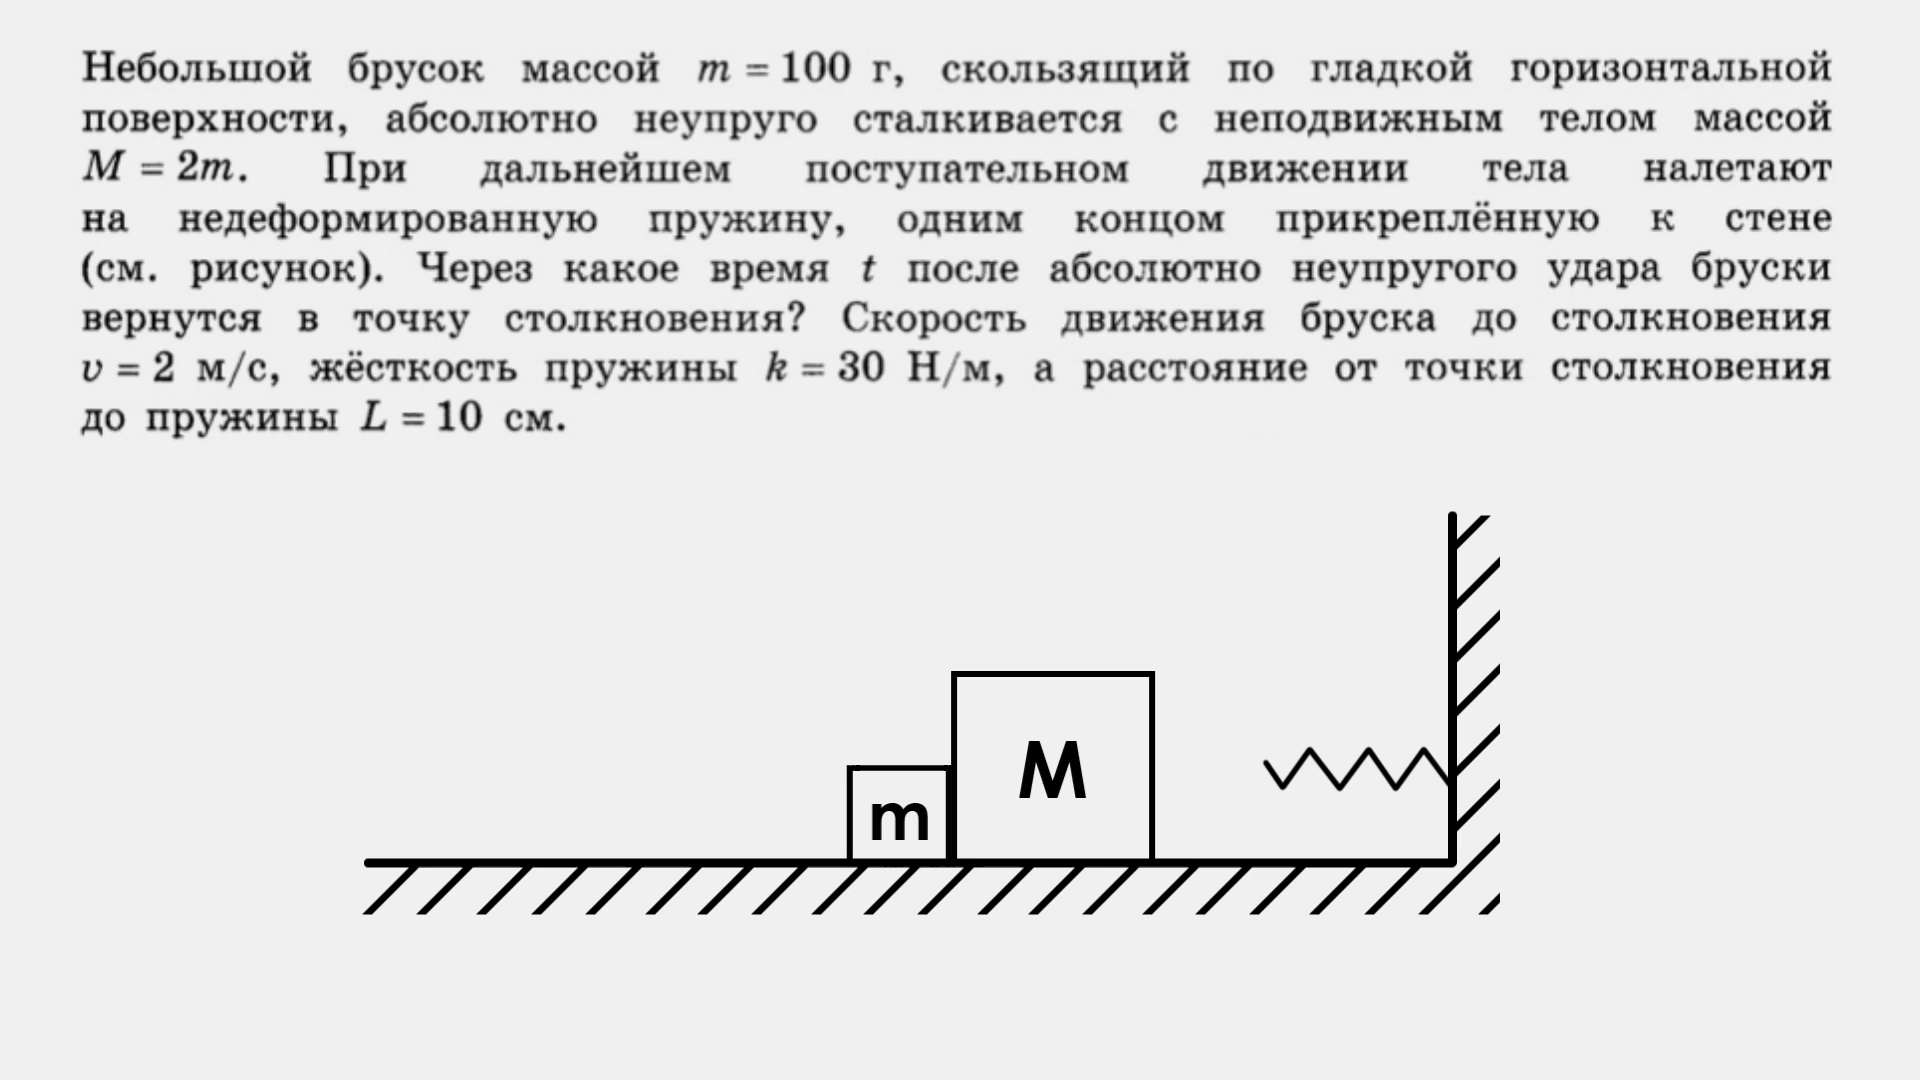 Небольшой брусок массой m = 100 г, скользящий по гладкой горизонтальной
поверхности, абсолютно неупруго сталкивается с неподвижным телом массой
M = 2m. При дальнейшем поступательном движении тела налетают
на недеформированную пружину, одним концом прикреплённую к стене
(см. рисунок). Через какое время t после абсолютно неупругого удара бруски
вернутся в точку столкновения? Скорость движения бруска до столкновения
v = 2 м/с, жёсткость пружины k = 30 Н/м, а расстояние от точки столкновения
до пружины L = 10 см.
M
m